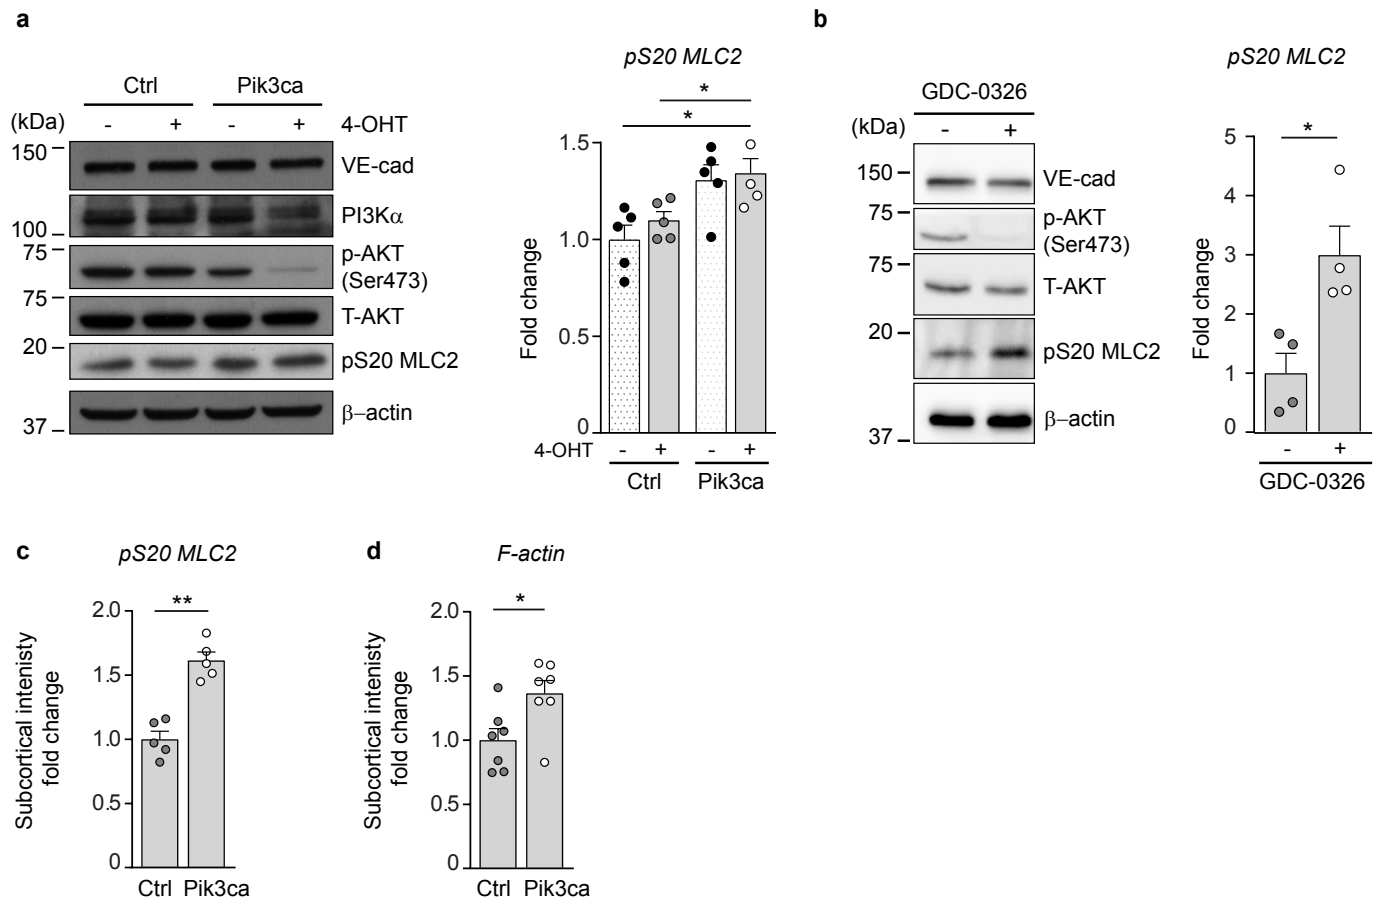 a
Ctrl Pik3ca
(kDa) - + - + 4-OHT
150 VE-cad
PI3Kα
100
75 p-AKT
(Ser473)
75 T-AKT
20 pS20 MLC2
β–actin
37
pS20 MLC2
*
*
Fold change
1.5
1.0
0.5
0
4-OHT - + - +
Ctrl Pik3ca
b
GDC-0326
(kDa) - +
150 VE-cad
75 p-AKT
(Ser473)
75 T-AKT
20 pS20 MLC2
β–actin
37
pS20 MLC2
*
Fold change
5
4
3
2
1
0
- +
GDC-0326
c
pS20 MLC2
**
Subcortical intenisty
fold change
2.0
1.5
1.0
0.5
0
Ctrl Pik3ca
d
F-actin
*
Subcortical intenisty
fold change
2.0
1.5
1.0
0.5
0
Ctrl Pik3ca